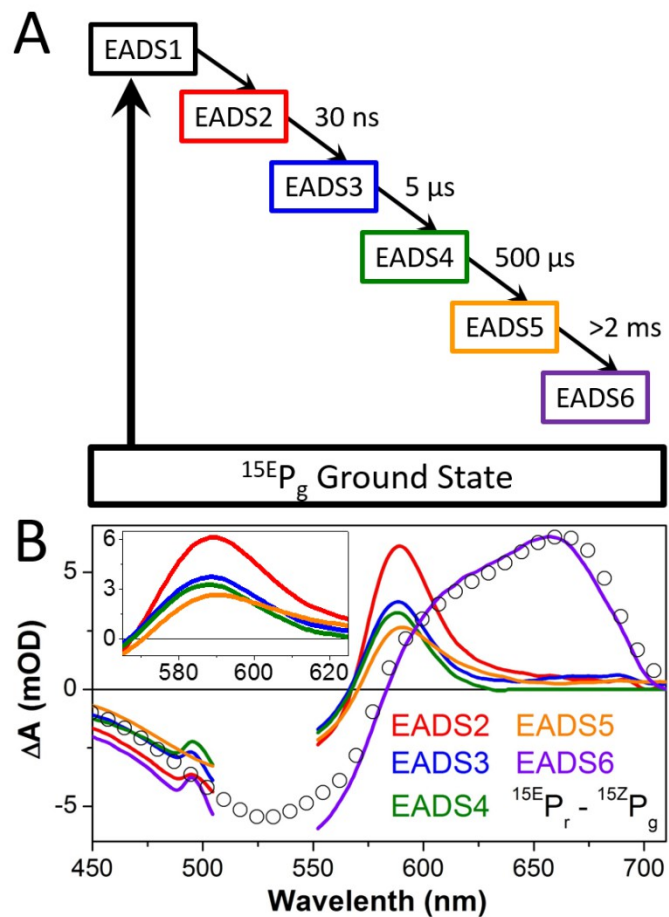 A
EADS1
EADS2
30 ns
EADS3
5 µs
EADS4
500 µs
EADS5
>2 ms
EADS6
15EPg Ground State
B
6
3
0
580 600 620
5
0
-5
ΔA (mOD)
EADS2 EADS5
EADS3 EADS6
EADS4 15EPr - 15ZPg
450 500 550 600 650 700
Wavelenth (nm)